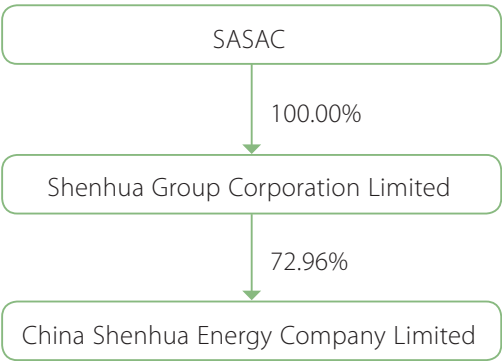 SASAC
100.00%
Shenhua Group Corporation Limited
72.96%
China Shenhua Energy Company Limited